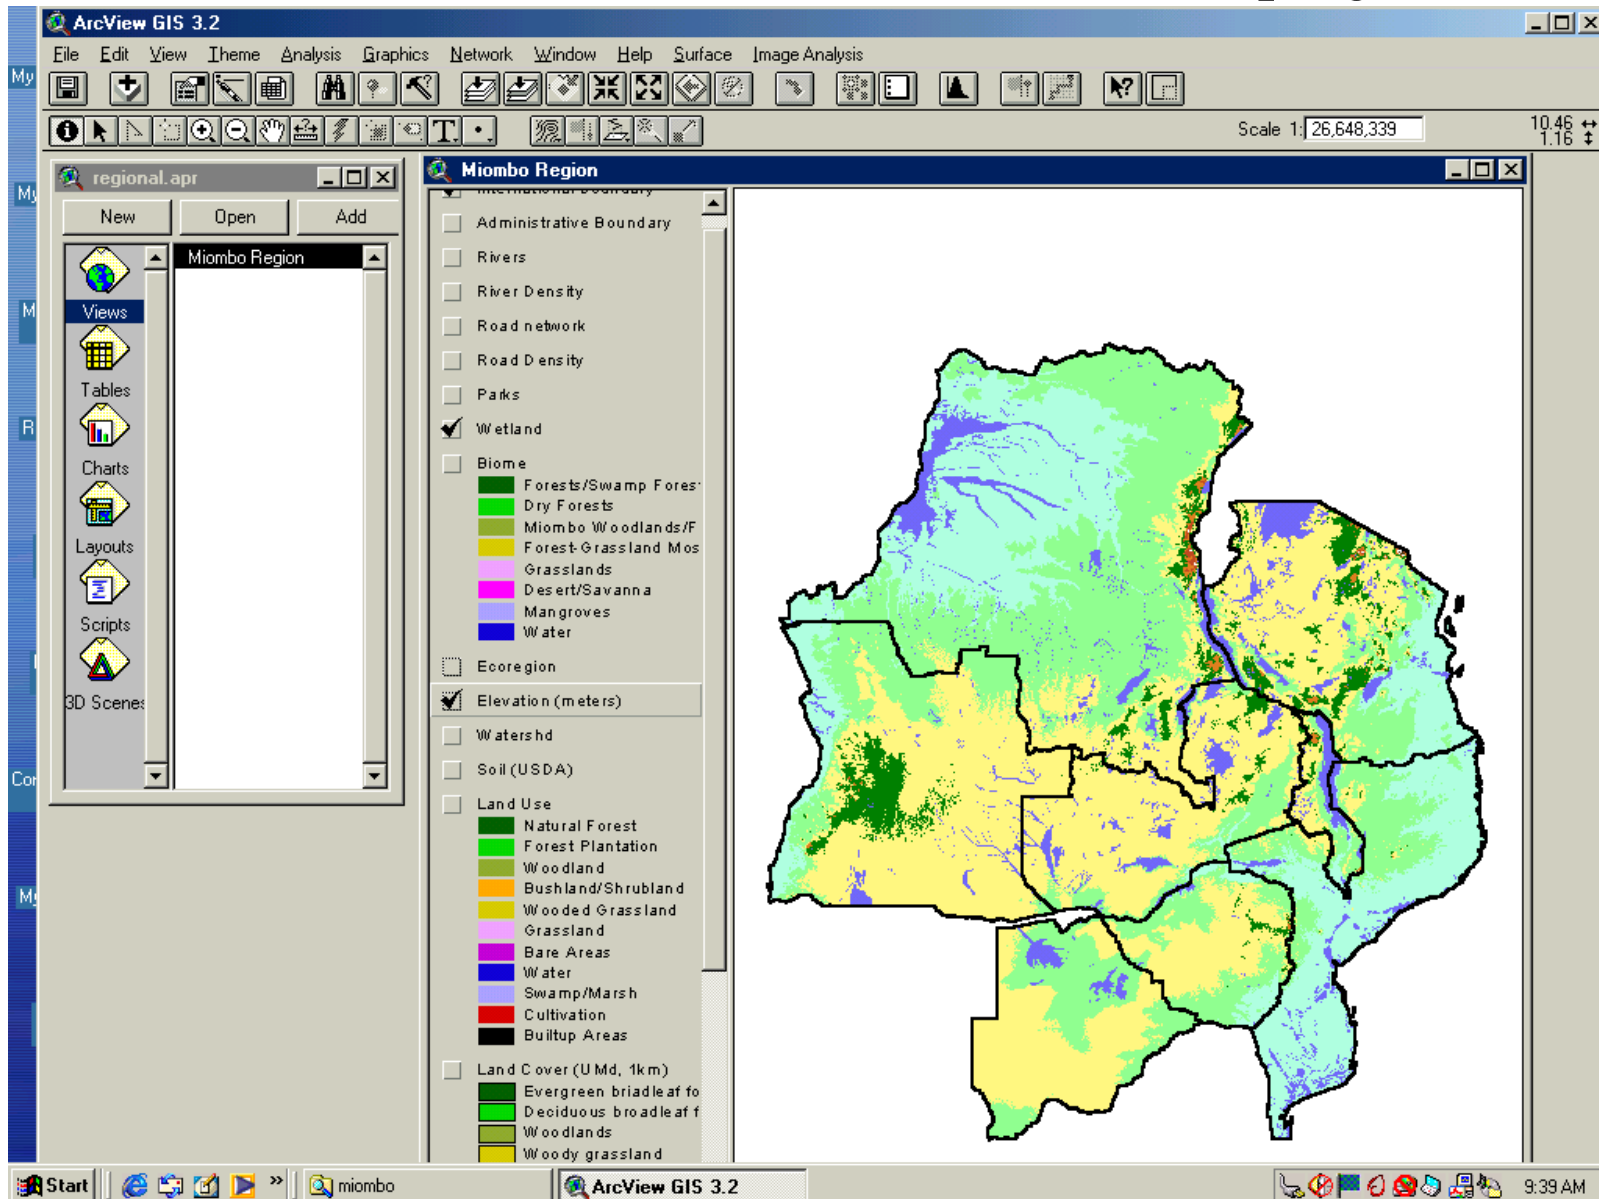 ArcView GIS 3.2
File Edit View Theme Analysis Graphics Network Window Help Surface Image Analysis
My
Scale 1: 26,648,339
10.46
1.16
regional.apr
New Open Add
Miombo Region
Views
Tables
Charts
Layouts
Scripts
3D Scenes
Miombo Region
International Boundary
Administrative Boundary
Rivers
River Density
Road network
Road Density
Parks
Wetland
Biome
Forests/Swamp Fores
Dry Forests
Miombo Woodlands/F
Forest-Grassland Mos
Grasslands
Desert/Savanna
Mangroves
Water
Ecoregion
Elevation (meters)
Watershd
Soil (USDA)
Land Use
Natural Forest
Forest Plantation
Woodland
Bushland/Shrubland
Wooded Grassland
Grassland
Bare Areas
Water
Swamp/Marsh
Cultivation
Builtup Areas
Land Cover (UMd, 1km)
Evergreen briadleaf fo
Deciduous broadleaf f
Woodlands
Woody grassland
My
M
R
Cor
My
Start
»
miombo
ArcView GIS 3.2
9:39 AM